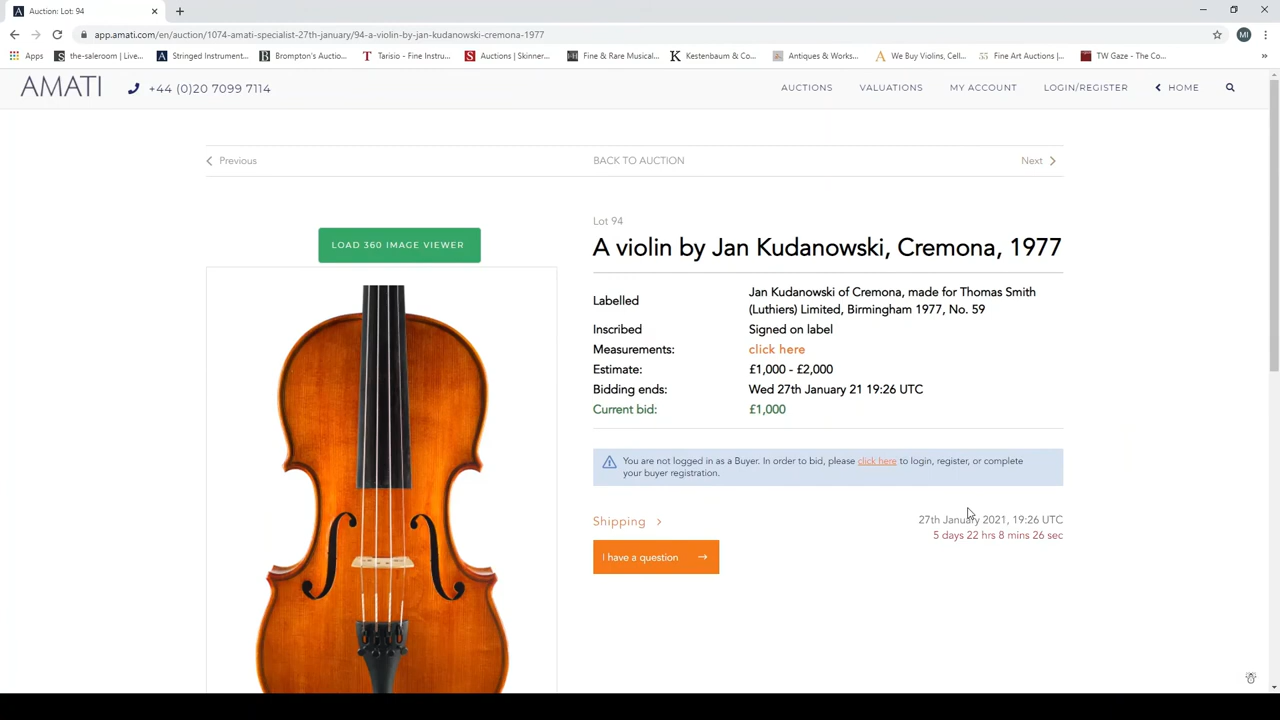 Auction: Lot: 94
app.amati.com/en/auction/1074-amati-specialist-27th-january/94-a-violin-by-jan-kudanowski-cremona-1977
MI
Apps
the-saleroom | Live...
Stringed Instrument...
Brompton's Auctio...
Tarisio - Fine Instru...
Auctions | Skinner...
Fine & Rare Musical...
Kestenbaum & Co...
Antiques & Works...
We Buy Violins, Cell...
Fine Art Auctions |...
TW Gaze - The Co...
AMATI
+44 (0)20 7099 7114
AUCTIONS
VALUATIONS
MY ACCOUNT
LOGIN/REGISTER
HOME
Previous
BACK TO AUCTION
Next
LOAD 360 IMAGE VIEWER
Lot 94
A violin by Jan Kudanowski, Cremona, 1977
Labelled
Jan Kudanowski of Cremona, made for Thomas Smith
(Luthiers) Limited, Birmingham 1977, No. 59
Inscribed
Signed on label
Measurements:
click here
Estimate:
£1,000 - £2,000
Bidding ends:
Wed 27th January 21 19:26 UTC
Current bid:
£1,000
You are not logged in as a Buyer. In order to bid, please click here to login, register, or complete
your buyer registration.
Shipping
27th January 2021, 19:26 UTC
5 days 22 hrs 8 mins 26 sec
I have a question